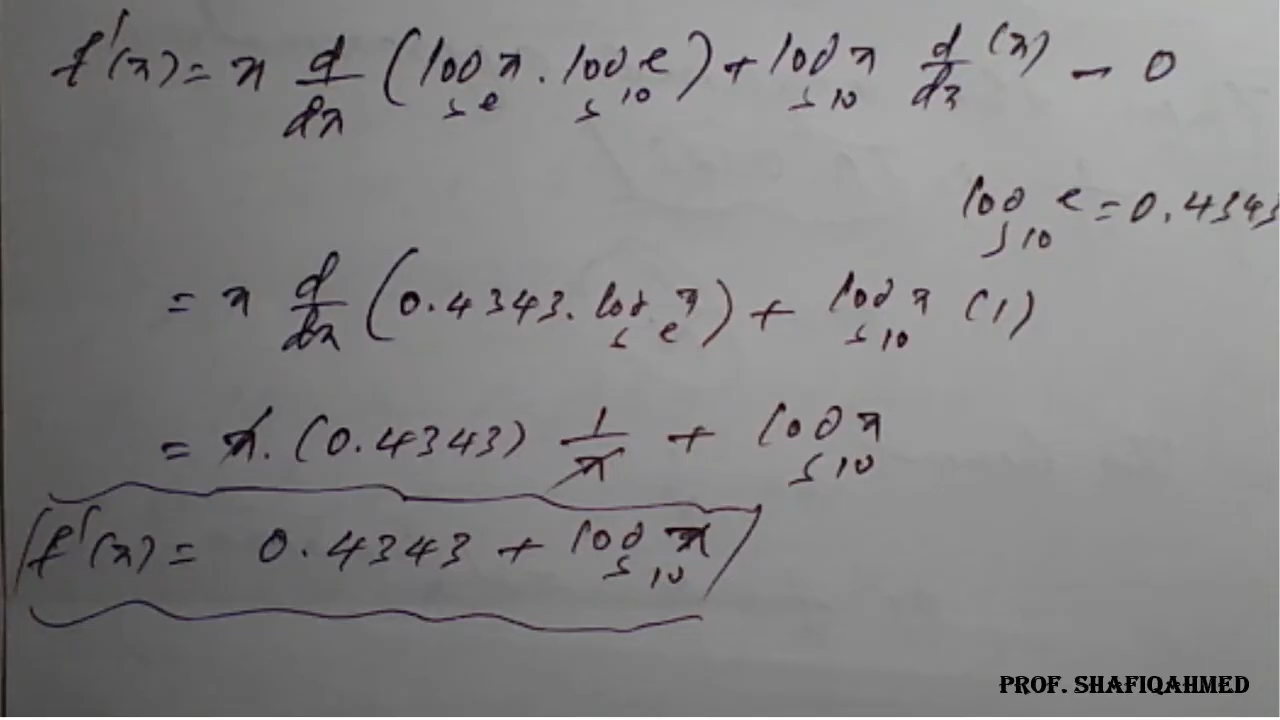 f'(x) = x d/dx (log_e x . log_10 e) + log_10 x d/dx (x) - 0
log_10 e = 0.4343
= x d/dx (0.4343 . log_e x) + log_10 x (1)
= x . (0.4343) 1/x + log_10 x
f'(x) = 0.4343 + log_10 x
PROF. SHAFIQAHMED